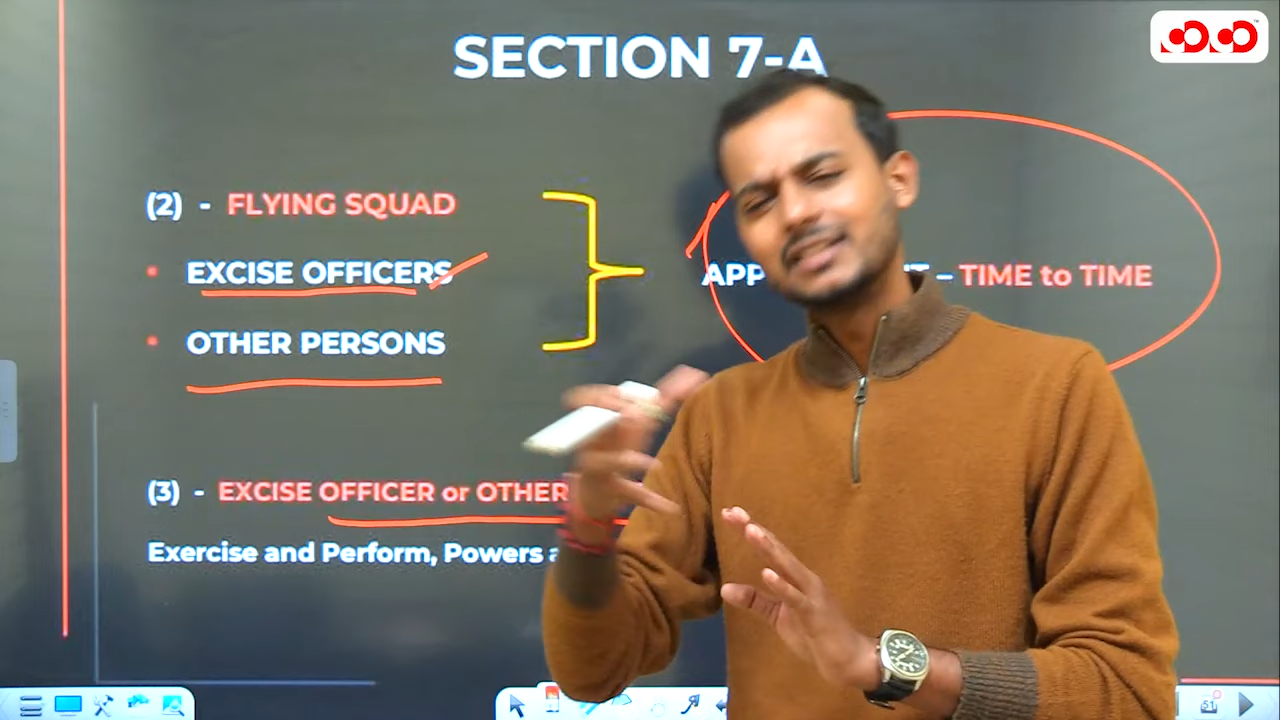 SECTION 7-A
(2) - FLYING SQUAD
• EXCISE OFFICERS
• OTHER PERSONS
– TIME to TIME
(3) - EXCISE OFFICER or OTHER
Exercise and Perform, Powers
51